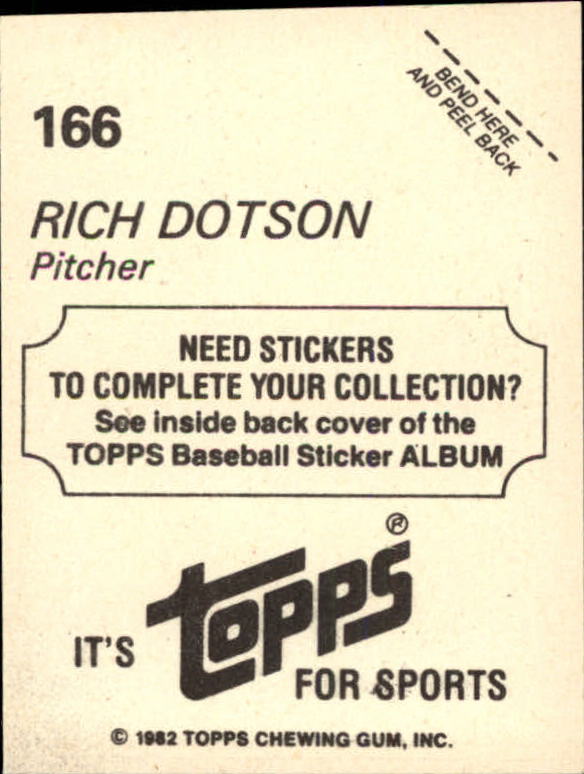 BEND HERE
AND PEEL BACK
166
RICH DOTSON
Pitcher
NEED STICKERS
TO COMPLETE YOUR COLLECTION?
See inside back cover of the
TOPPS Baseball Sticker ALBUM
IT'S topps®
FOR SPORTS
© 1982 TOPPS CHEWING GUM, INC.